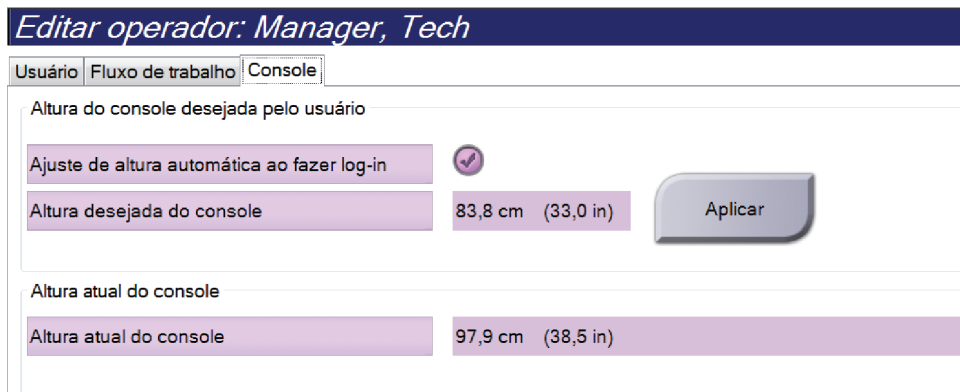 Editar operador: Manager, Tech
Usuário Fluxo de trabalho Console
Altura do console desejada pelo usuário
Ajuste de altura automática ao fazer log-in
Altura desejada do console 83,8 cm (33,0 in) Aplicar
Altura atual do console
Altura atual do console 97,9 cm (38,5 in)